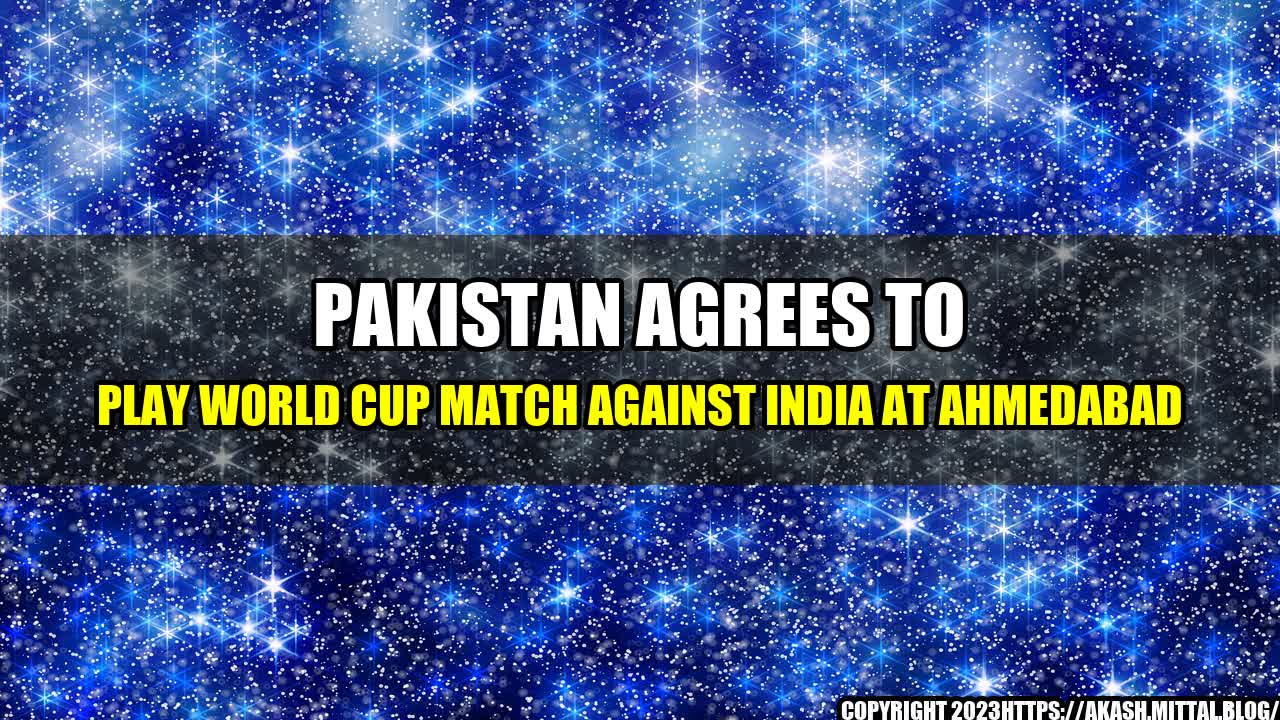 PAKISTAN AGREES TO
PLAY WORLD CUP MATCH AGAINST INDIA AT AHMEDABAD
COPYRIGHT 2023HTTPS://AKASH.MITTAL.BLOG/